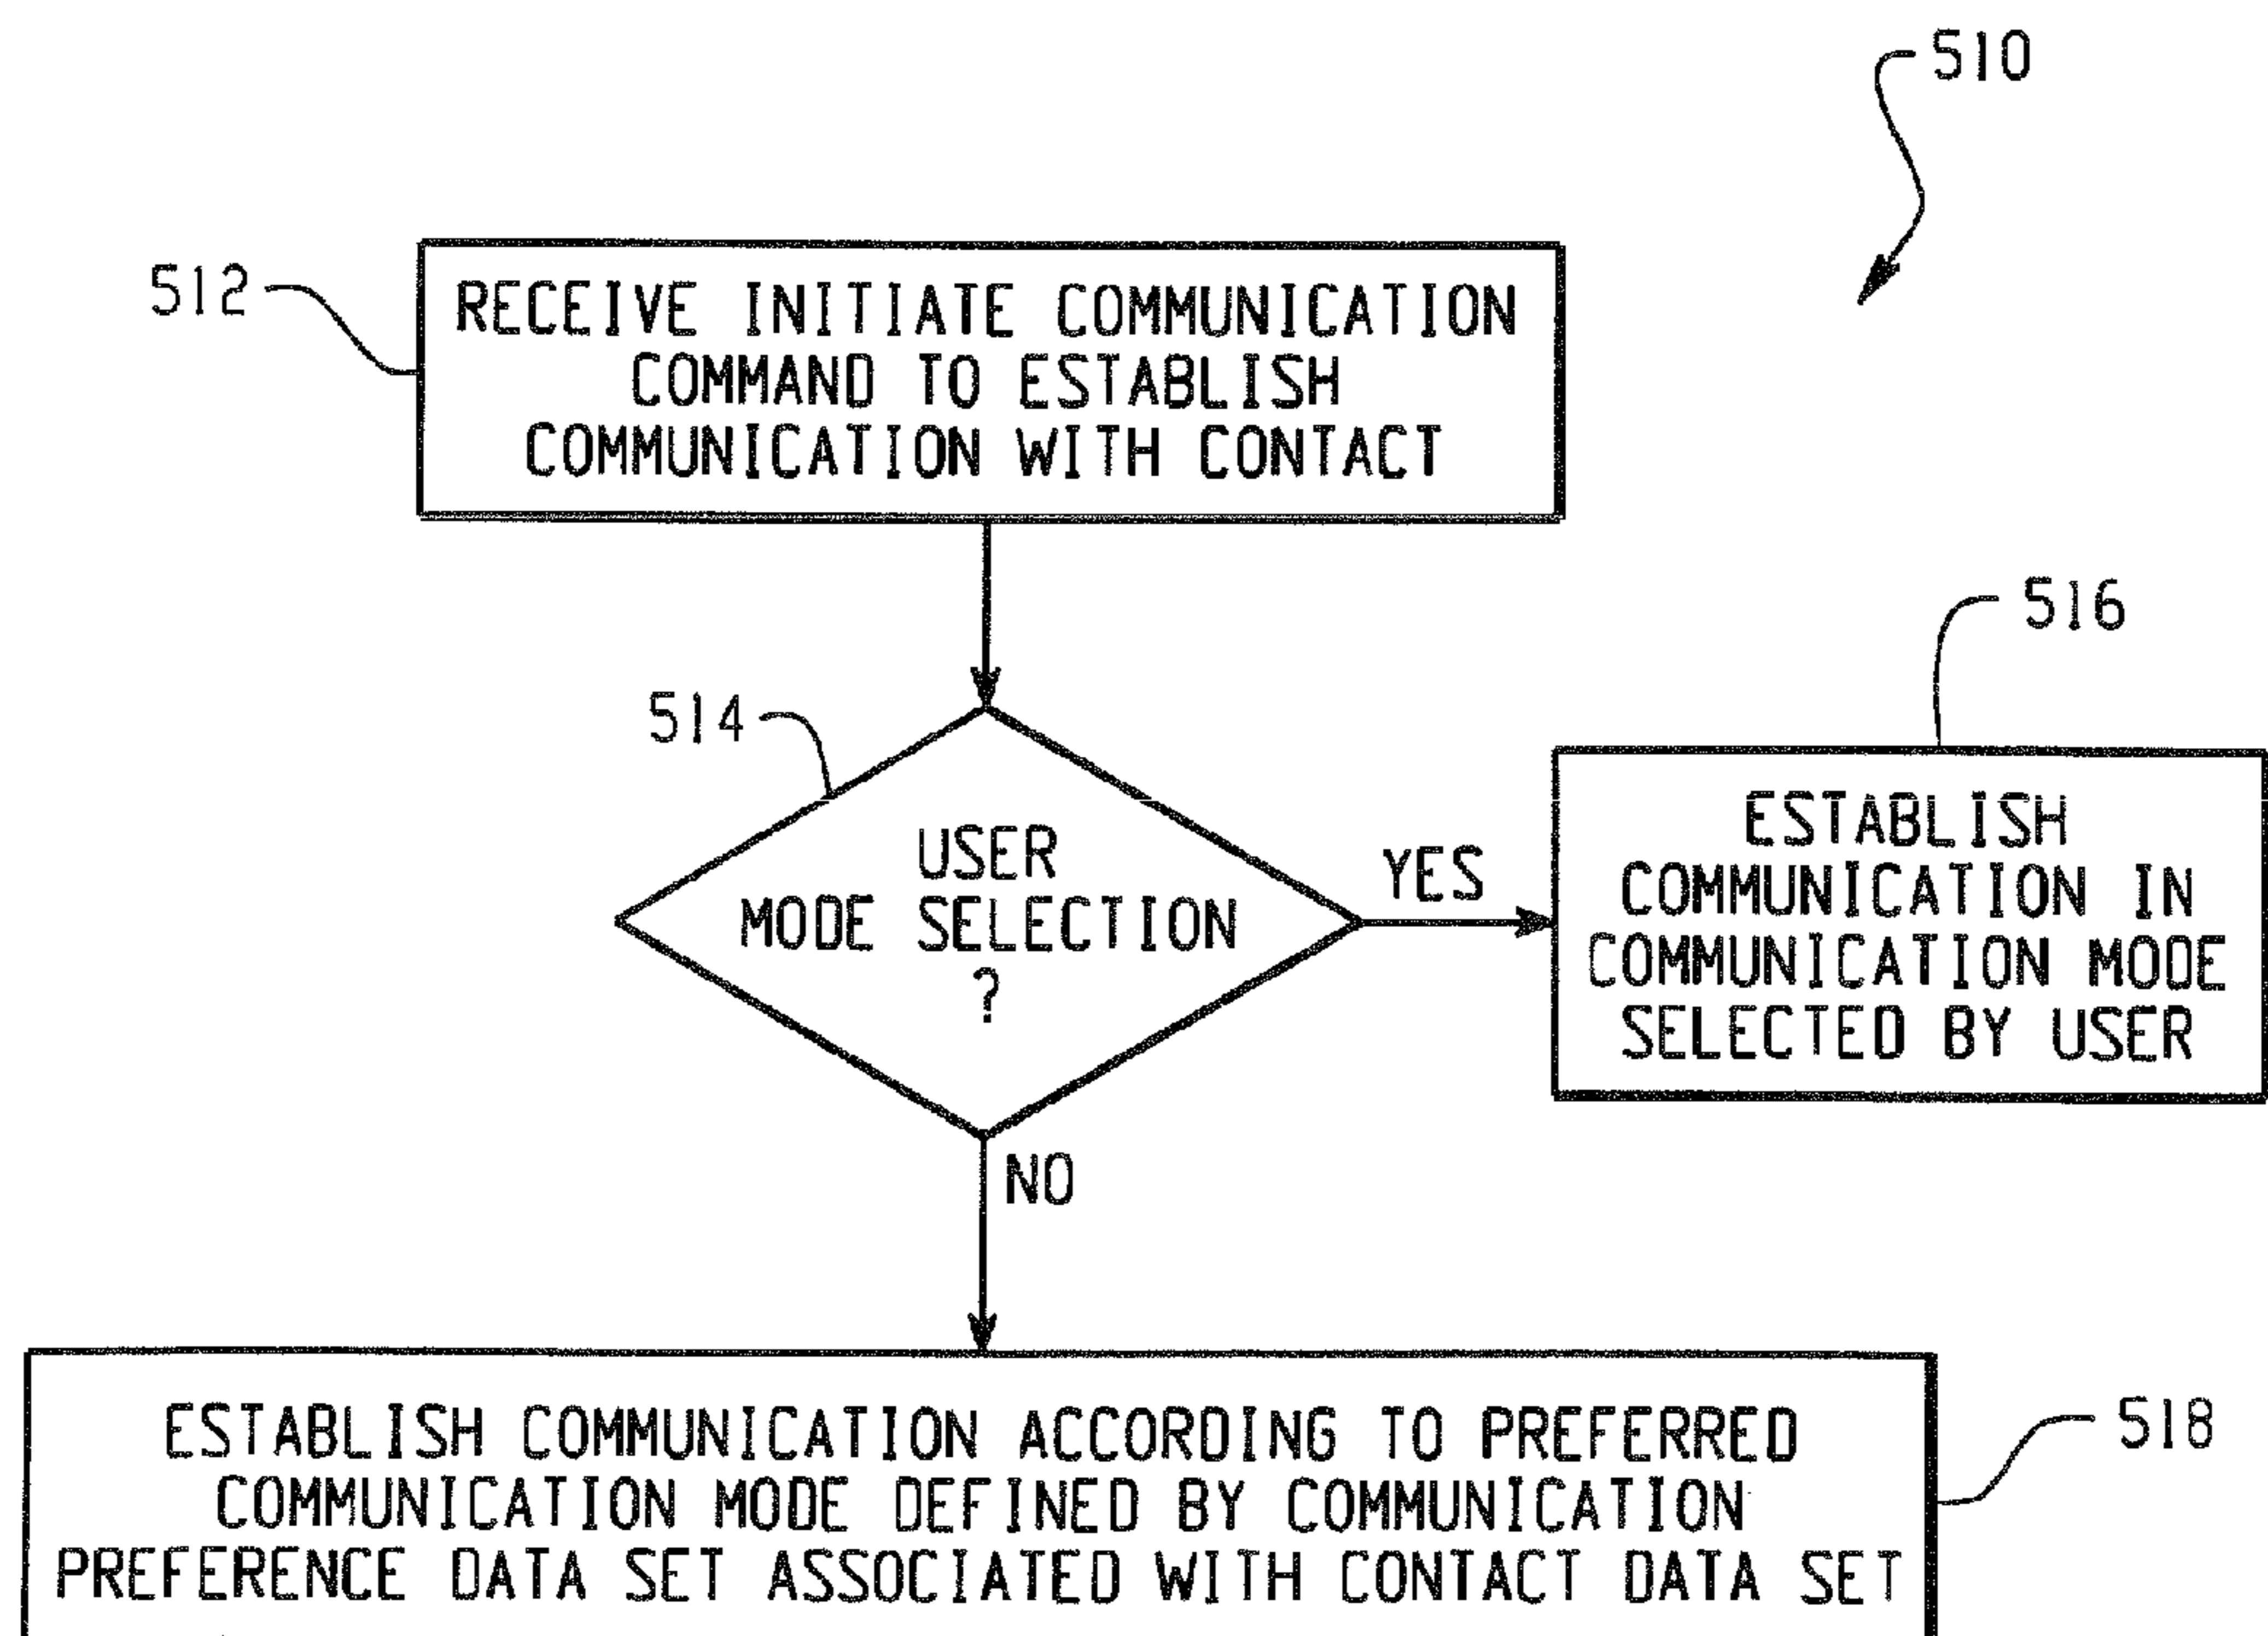 510
512
RECEIVE INITIATE COMMUNICATION
COMMAND TO ESTABLISH
COMMUNICATION WITH CONTACT
514
USER
MODE SELECTION
?
YES
516
ESTABLISH
COMMUNICATION IN
COMMUNICATION MODE
SELECTED BY USER
NO
ESTABLISH COMMUNICATION ACCORDING TO PREFERRED
COMMUNICATION MODE DEFINED BY COMMUNICATION
PREFERENCE DATA SET ASSOCIATED WITH CONTACT DATA SET
518